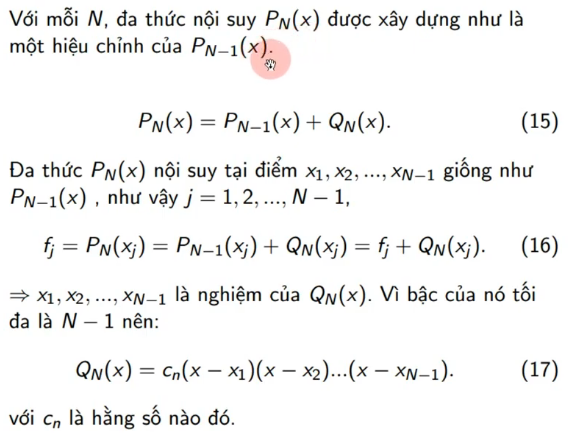 Với mỗi N, đa thức nội suy P_N(x) được xây dựng như là
một hiệu chỉnh của P_{N−1}(x).
P_N(x) = P_{N−1}(x) + Q_N(x). (15)
Đa thức P_N(x) nội suy tại điểm x_1, x_2, ..., x_{N−1} giống như
P_{N−1}(x) , như vậy j = 1, 2, ..., N − 1,
f_j = P_N(x_j) = P_{N−1}(x_j) + Q_N(x_j) = f_j + Q_N(x_j). (16)
⇒ x_1, x_2, ..., x_{N−1} là nghiệm của Q_N(x). Vì bậc của nó tối
đa là N − 1 nên:
Q_N(x) = c_n(x − x_1)(x − x_2)...(x − x_{N−1}). (17)
với c_n là hằng số nào đó.